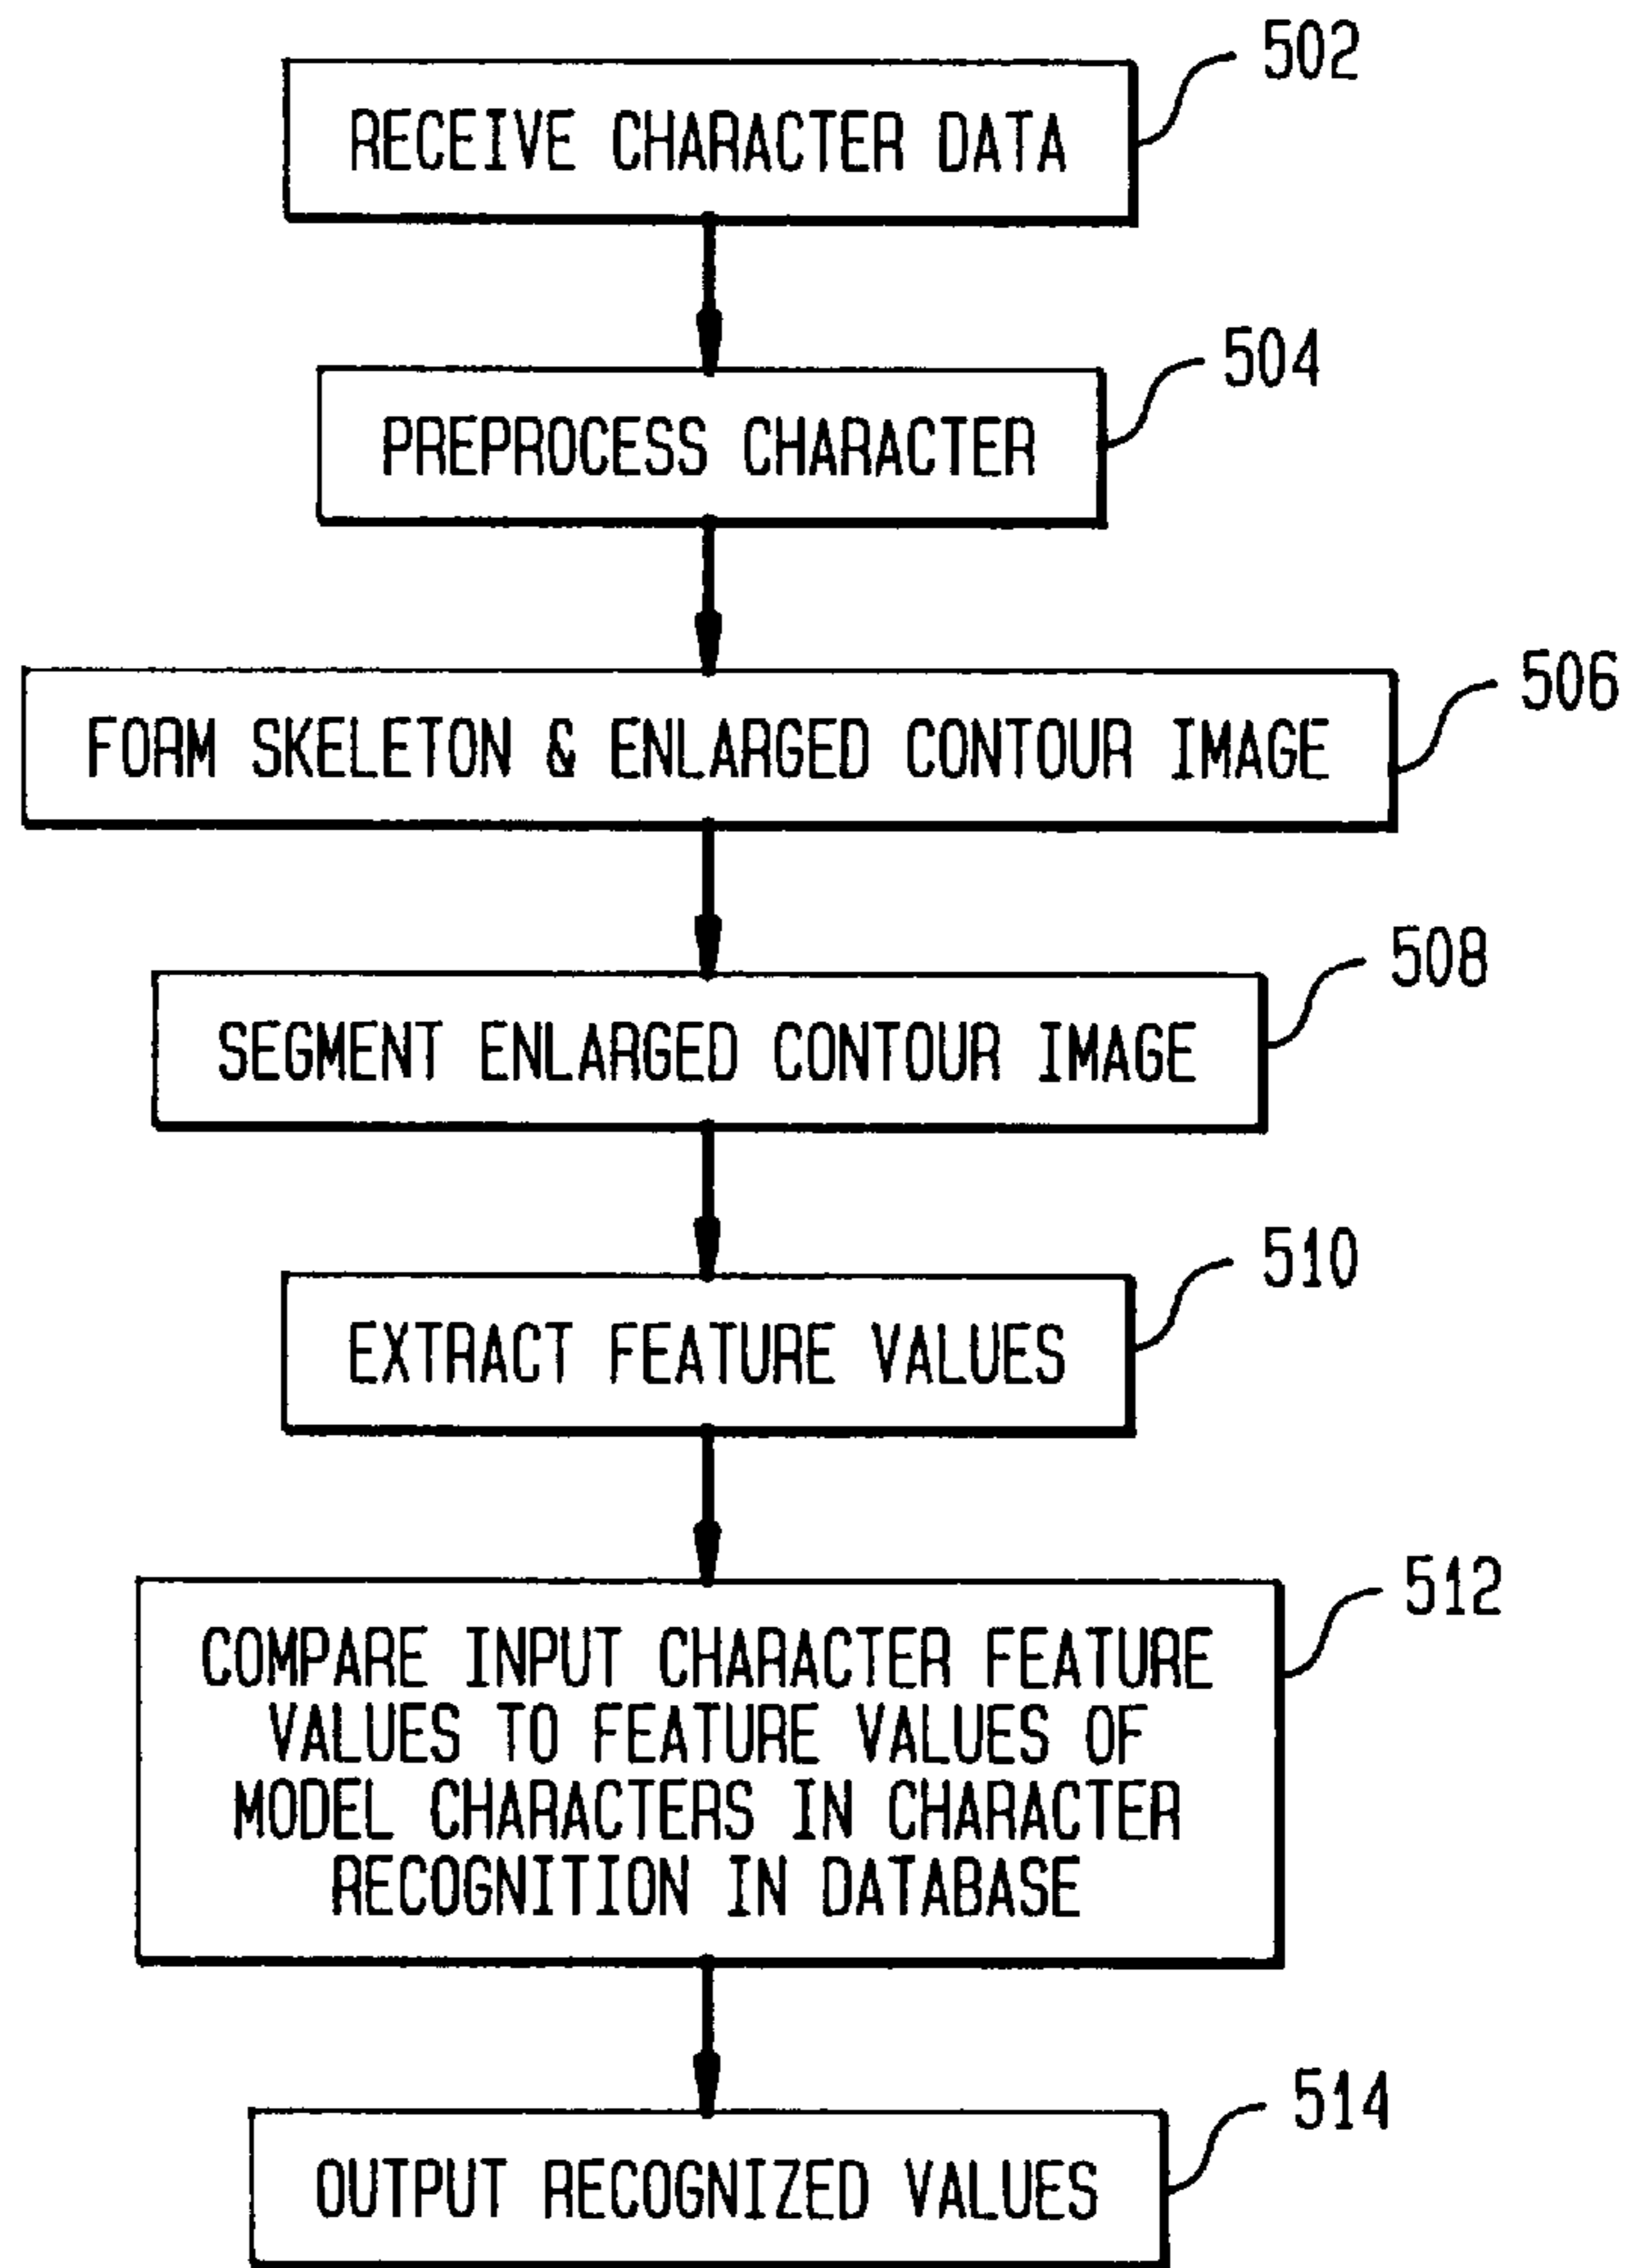 502
RECEIVE CHARACTER DATA
504
PREPROCESS CHARACTER
506
FORM SKELETON & ENLARGED CONTOUR IMAGE
508
SEGMENT ENLARGED CONTOUR IMAGE
510
EXTRACT FEATURE VALUES
512
COMPARE INPUT CHARACTER FEATURE
VALUES TO FEATURE VALUES OF
MODEL CHARACTERS IN CHARACTER
RECOGNITION IN DATABASE
514
OUTPUT RECOGNIZED VALUES